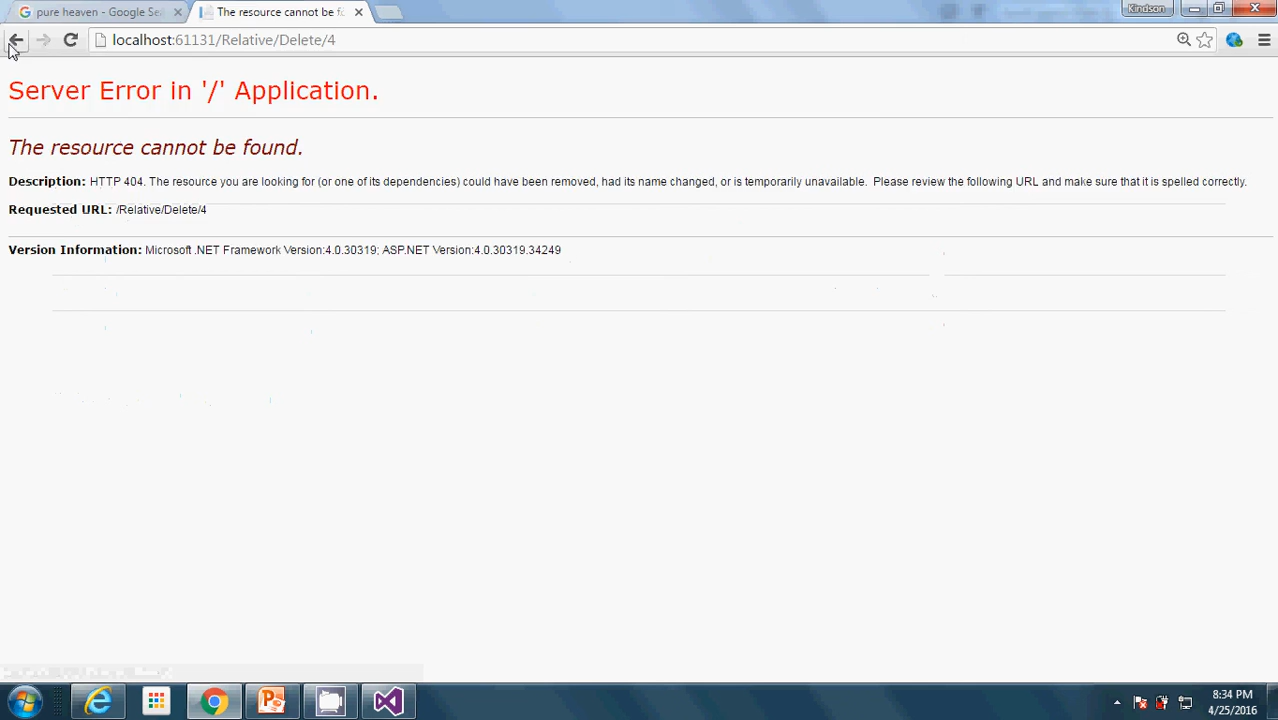 pure heaven - Google Sea
The resource cannot be fo
Kindson
localhost:61131/Relative/Delete/4
Server Error in '/' Application.
The resource cannot be found.
Description: HTTP 404. The resource you are looking for (or one of its dependencies) could have been removed, had its name changed, or is temporarily unavailable. Please review the following URL and make sure that it is spelled correctly.
Requested URL: /Relative/Delete/4
Version Information: Microsoft .NET Framework Version:4.0.30319; ASP.NET Version:4.0.30319.34249
8:34 PM
4/25/2016